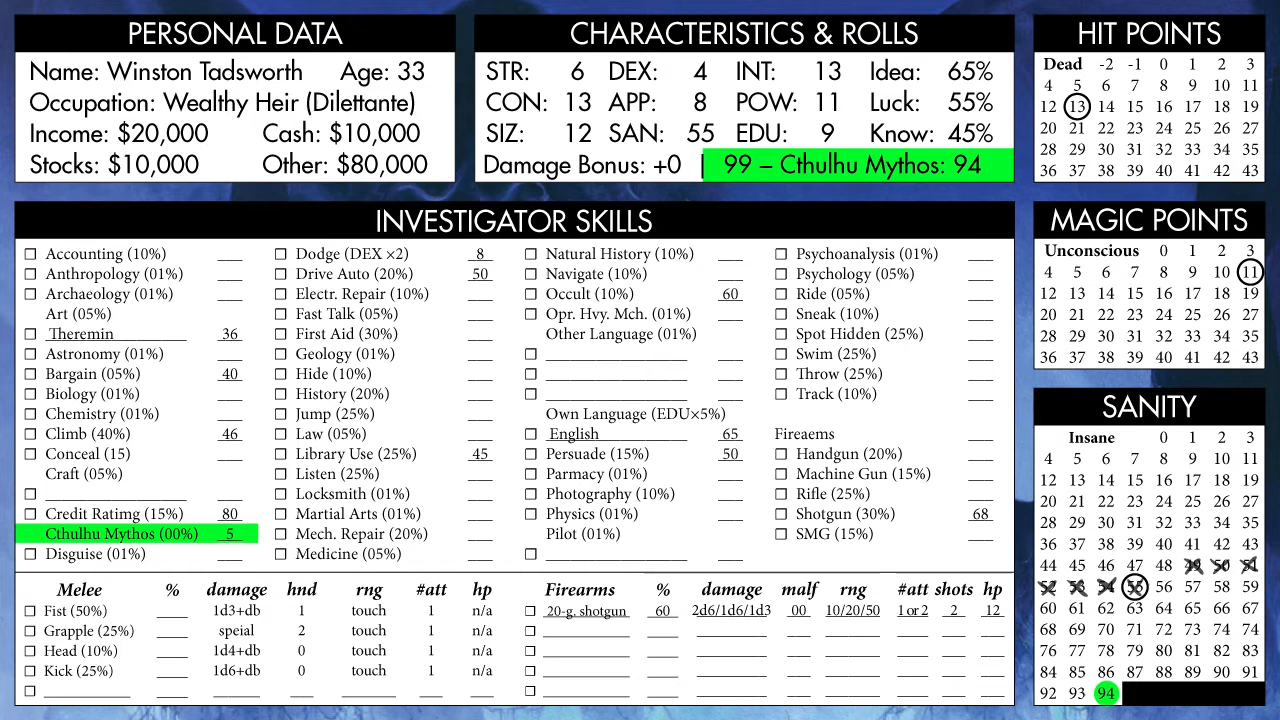 PERSONAL DATA
Name: Winston Tadsworth Age: 33
Occupation: Wealthy Heir (Dilettante)
Income: $20,000 Cash: $10,000
Stocks: $10,000 Other: $80,000
CHARACTERISTICS & ROLLS
STR: 6 DEX: 4 INT: 13 Idea: 65%
CON: 13 APP: 8 POW: 11 Luck: 55%
SIZ: 12 SAN: 55 EDU: 9 Know: 45%
Damage Bonus: +0 | 99 – Cthulhu Mythos: 94
HIT POINTS
Dead -2 -1 0 1 2 3
4 5 6 7 8 9 10 11
12 13 14 15 16 17 18 19
20 21 22 23 24 25 26 27
28 29 30 31 32 33 34 35
36 37 38 39 40 41 42 43
INVESTIGATOR SKILLS
Accounting (10%)
Anthropology (01%)
Archaeology (01%)
Art (05%)
Theremin 36
Astronomy (01%)
Bargain (05%) 40
Biology (01%)
Chemistry (01%)
Climb (40%) 46
Conceal (15)
Craft (05%)
Credit Ratimg (15%) 80
Cthulhu Mythos (00%) 5
Disguise (01%)
Dodge (DEX ×2) 8
Drive Auto (20%) 50
Electr. Repair (10%)
Fast Talk (05%)
First Aid (30%)
Geology (01%)
Hide (10%)
History (20%)
Jump (25%)
Law (05%)
Library Use (25%) 45
Listen (25%)
Locksmith (01%)
Martial Arts (01%)
Mech. Repair (20%)
Medicine (05%)
Natural History (10%)
Navigate (10%)
Occult (10%) 60
Opr. Hvy. Mch. (01%)
Other Language (01%)
Own Language (EDU×5%)
English 65
Persuade (15%) 50
Parmacy (01%)
Photography (10%)
Physics (01%)
Pilot (01%)
Psychoanalysis (01%)
Psychology (05%)
Ride (05%)
Sneak (10%)
Spot Hidden (25%)
Swim (25%)
Throw (25%)
Track (10%)
Fireaems
Handgun (20%)
Machine Gun (15%)
Rifle (25%)
Shotgun (30%) 68
SMG (15%)
Melee % damage hnd rng #att hp
Fist (50%) 1d3+db 1 touch 1 n/a
Grapple (25%) speial 2 touch 1 n/a
Head (10%) 1d4+db 0 touch 1 n/a
Kick (25%) 1d6+db 0 touch 1 n/a
Firearms % damage malf rng #att shots hp
20-g. shotgun 60 2d6/1d6/1d3 00 10/20/50 1 or 2 2 12
MAGIC POINTS
Unconscious 0 1 2 3
4 5 6 7 8 9 10 11
12 13 14 15 16 17 18 19
20 21 22 23 24 25 26 27
28 29 30 31 32 33 34 35
36 37 38 39 40 41 42 43
SANITY
Insane 0 1 2 3
4 5 6 7 8 9 10 11
12 13 14 15 16 17 18 19
20 21 22 23 24 25 26 27
28 29 30 31 32 33 34 35
36 37 38 39 40 41 42 43
44 45 46 47 48 49 50 51
52 53 54 55 56 57 58 59
60 61 62 63 64 65 66 67
68 69 70 71 72 73 74 74
76 77 78 79 80 81 82 83
84 85 86 87 88 89 90 91
92 93 94